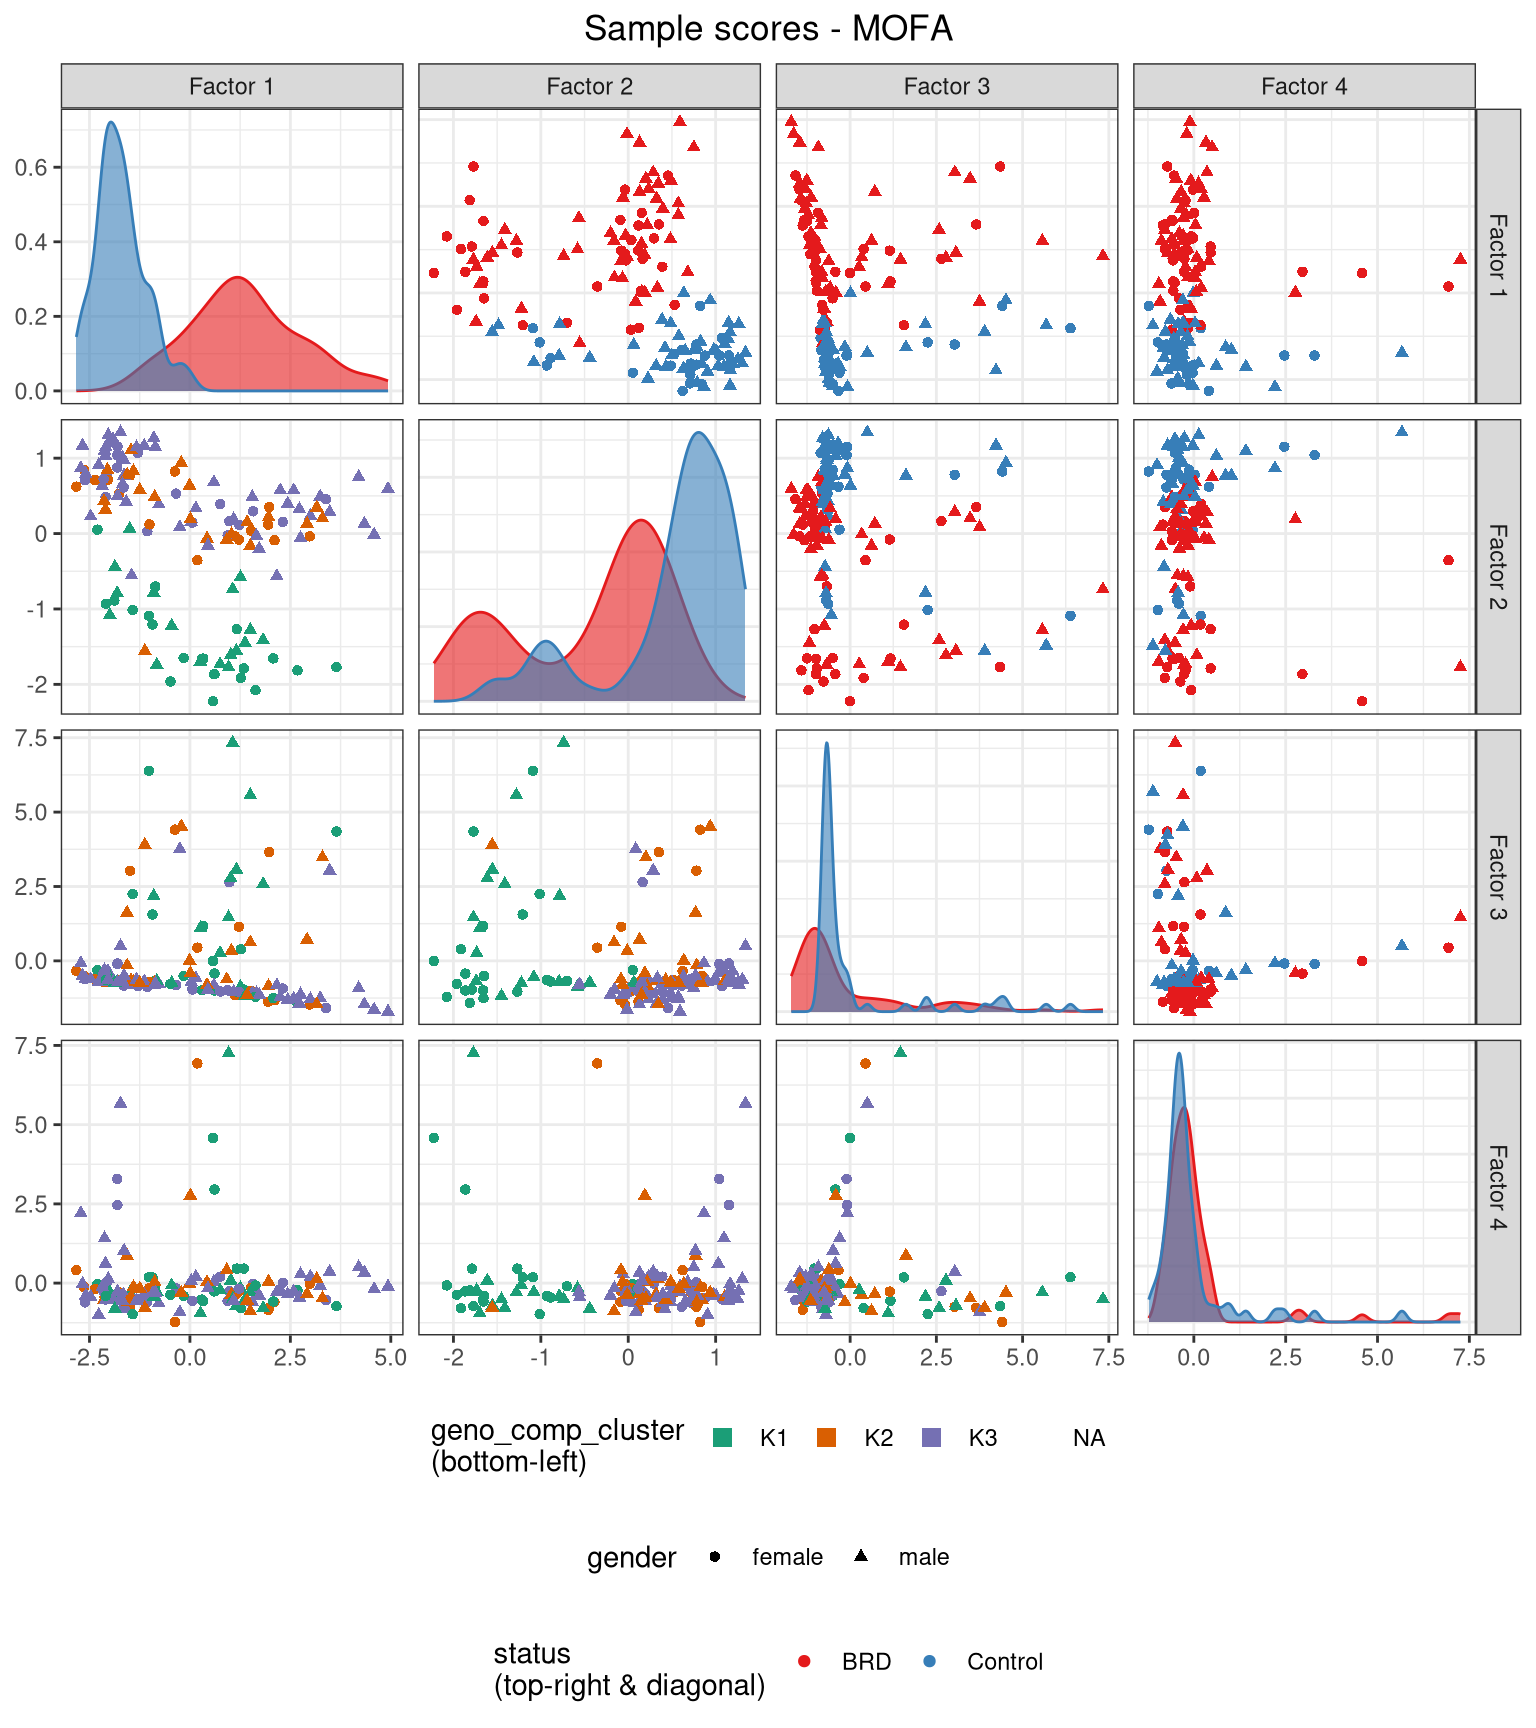 Sample scores - MOFA
Factor 1
Factor 2
Factor 3
Factor 4
0.6
0.4
0.2
0.0
Factor 1
1
0
-1
-2
Factor 2
7.5
5.0
2.5
0.0
Factor 3
7.5
5.0
2.5
0.0
Factor 4
-2.5 0.0 2.5 5.0
-2 -1 0 1
0.0 2.5 5.0 7.5
0.0 2.5 5.0 7.5
geno_comp_cluster
(bottom-left)
K1 K2 K3 NA
gender female male
status
(top-right & diagonal)
BRD Control